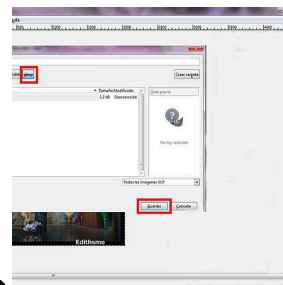 Crear carpeta
Tamaño Modificado
Vista previa
2.2 kB Desconocido
No hay selección
Todas las imágenes XCF
Guardar Cancelar
Edithsme